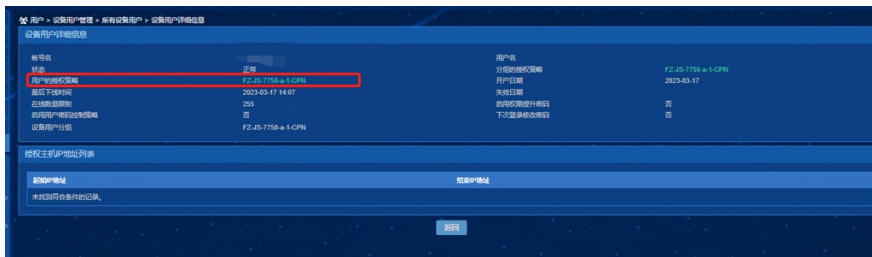 用户 > 设备用户管理 > 所有设备用户 > 设备用户详细信息
设备用户详细信息
帐号名 用户名
状态 正常 分组的授权策略 FZ-JS-7750-a-1-CPN
用户的授权策略 FZ-JS-7750-a-1-CPN 开户日期 2023-03-17
最后下线时间 2023-03-17 14:07 失效日期
在线数量限制 255 启用权限提升密码 否
启用用户密码控制策略 否 下次登录修改密码 否
设备用户分组 FZ-JS-7750-a-1-CPN
授权主机IP地址列表
起始IP地址 结束IP地址
未找到符合条件的记录。
返回